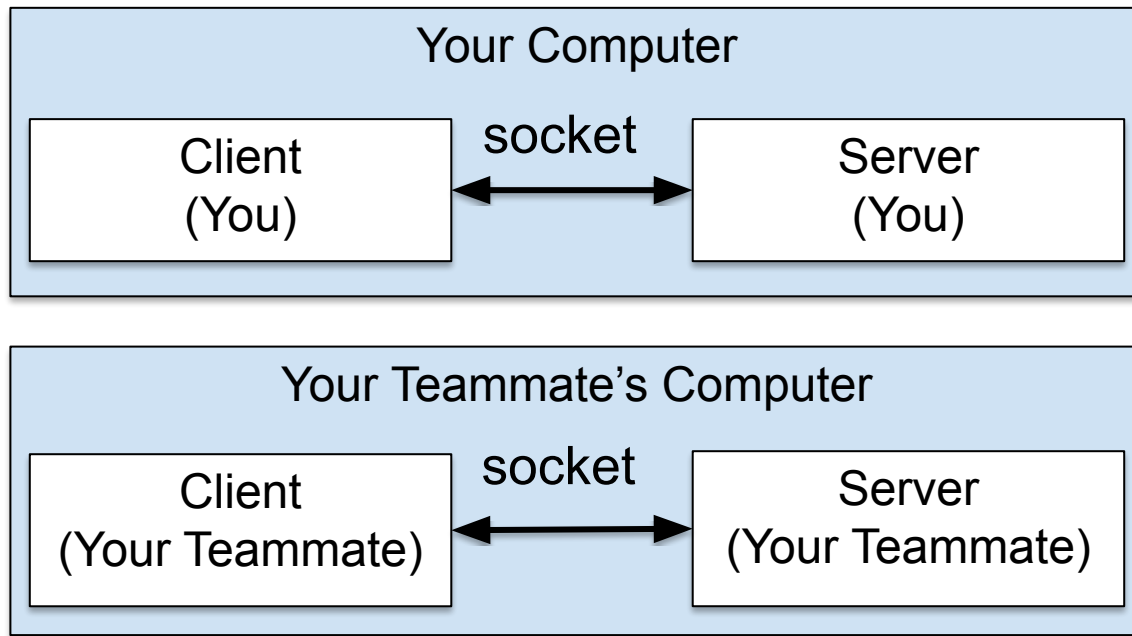 Your Computer
Client
(You)
socket
Server
(You)
Your Teammate’s Computer
Client
(Your Teammate)
socket
Server
(Your Teammate)